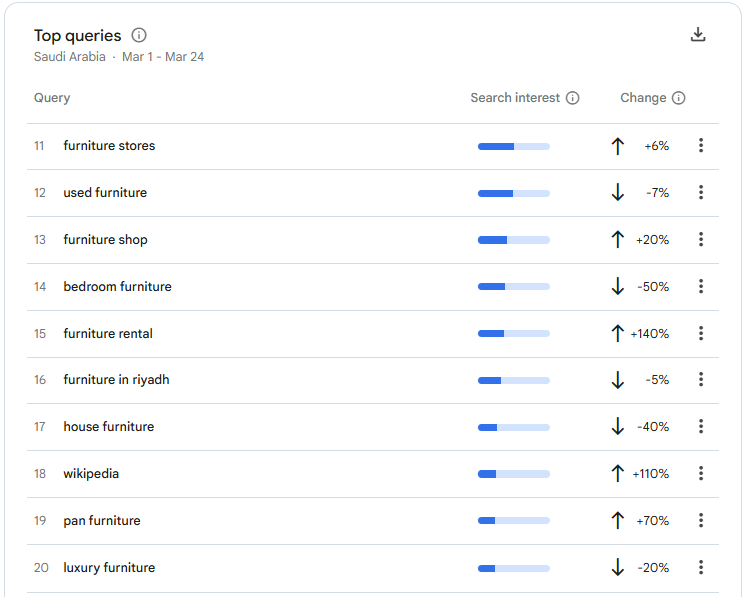 Top queries
Saudi Arabia · Mar 1 - Mar 24
Query Search interest Change
11 furniture stores +6%
12 used furniture -7%
13 furniture shop +20%
14 bedroom furniture -50%
15 furniture rental +140%
16 furniture in riyadh -5%
17 house furniture -40%
18 wikipedia +110%
19 pan furniture +70%
20 luxury furniture -20%